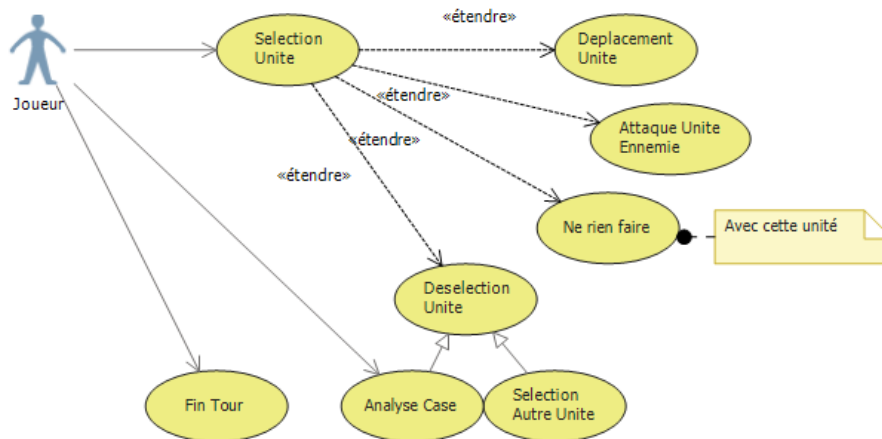 «étendre»
Selection
Unite
Deplacement
Unite
Joueur
«étendre»
Attaque Unite
Ennemie
«étendre»
«étendre»
Ne rien faire
Avec cette unité
Deselection
Unite
Fin Tour
Analyse Case
Selection
Autre Unite